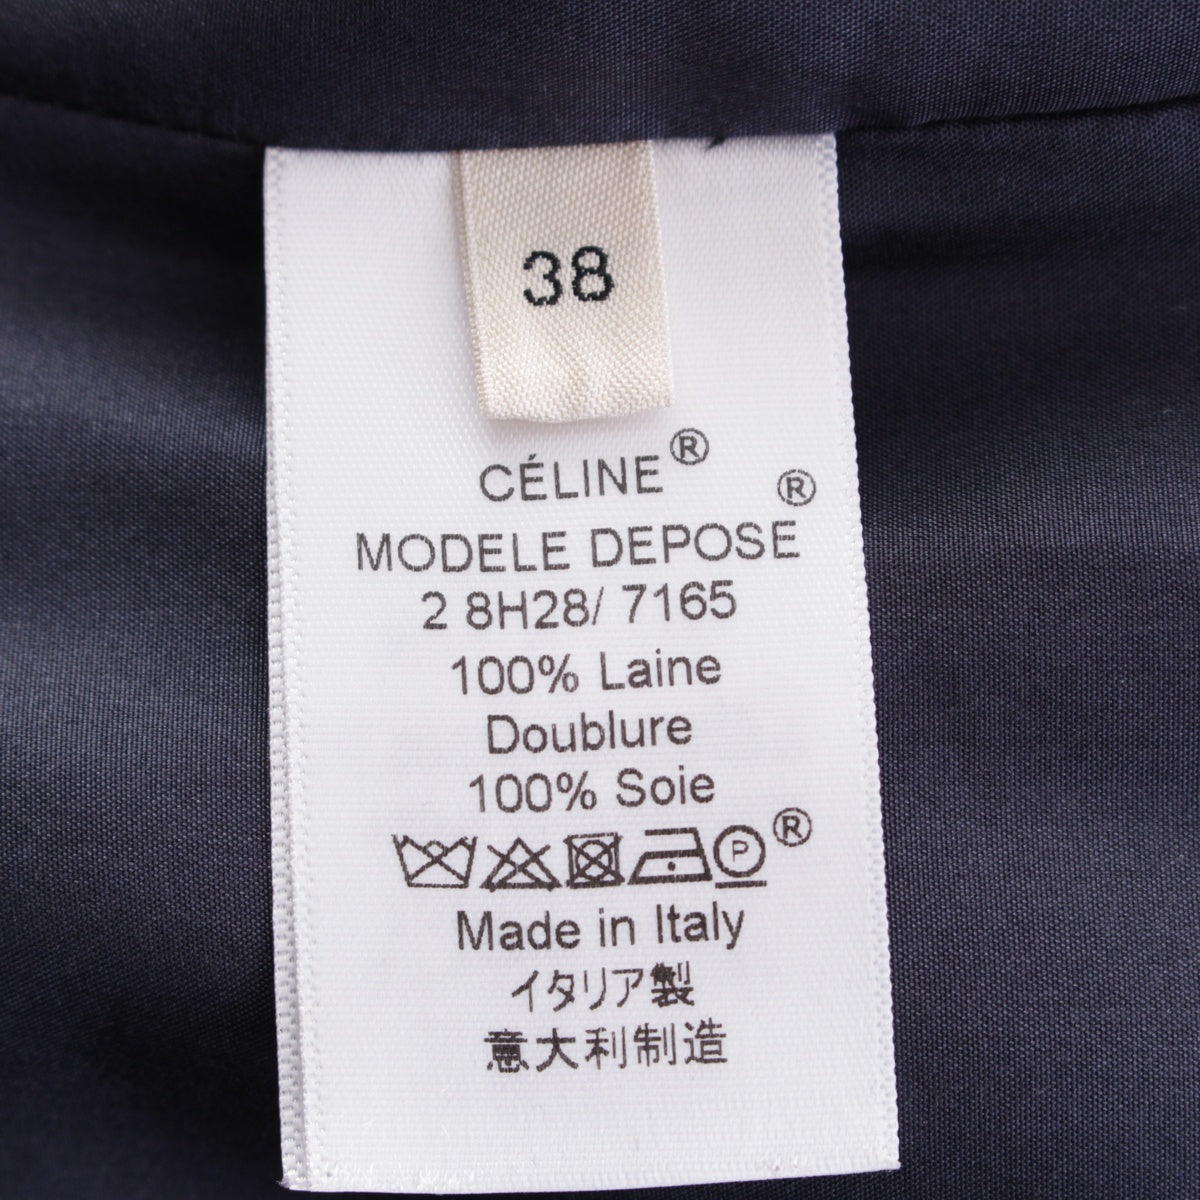 38
CÉLINE®
MODELE DEPOSE®
2 8H28/ 7165
100% Laine
Doublure
100% Soie
P ®
Made in Italy
イタリア製
意大利制造